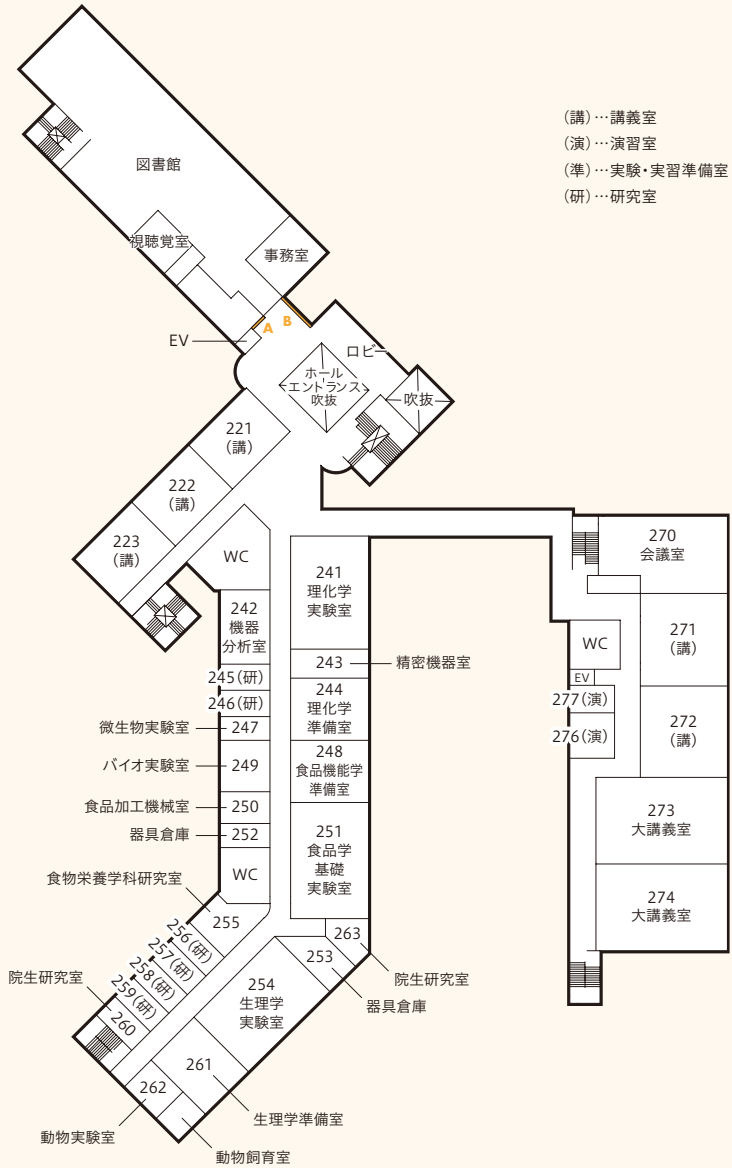 (講)…講義室
(演)…演習室
(準)…実験・実習準備室
(研)…研究室
図書館
視聴覚室
事務室
A
B
EV
ロビー
ホール
エントランス
吹抜
吹抜
221
(講)
222
(講)
223
(講)
WC
241
理化学
実験室
242
機器
分析室
243
精密機器室
245(研)
244
理化学
準備室
246(研)
微生物実験室
247
バイオ実験室
249
248
食品機能学
準備室
食品加工機械室
250
器具倉庫
252
251
食品学
基礎
実験室
WC
食物栄養学科研究室
255
256(研)
257(研)
258(研)
259(研)
院生研究室
260
263
院生研究室
253
器具倉庫
254
生理学
実験室
261
生理学準備室
262
動物実験室
動物飼育室
270
会議室
WC
271
(講)
EV
277(演)
276(演)
272
(講)
273
大講義室
274
大講義室